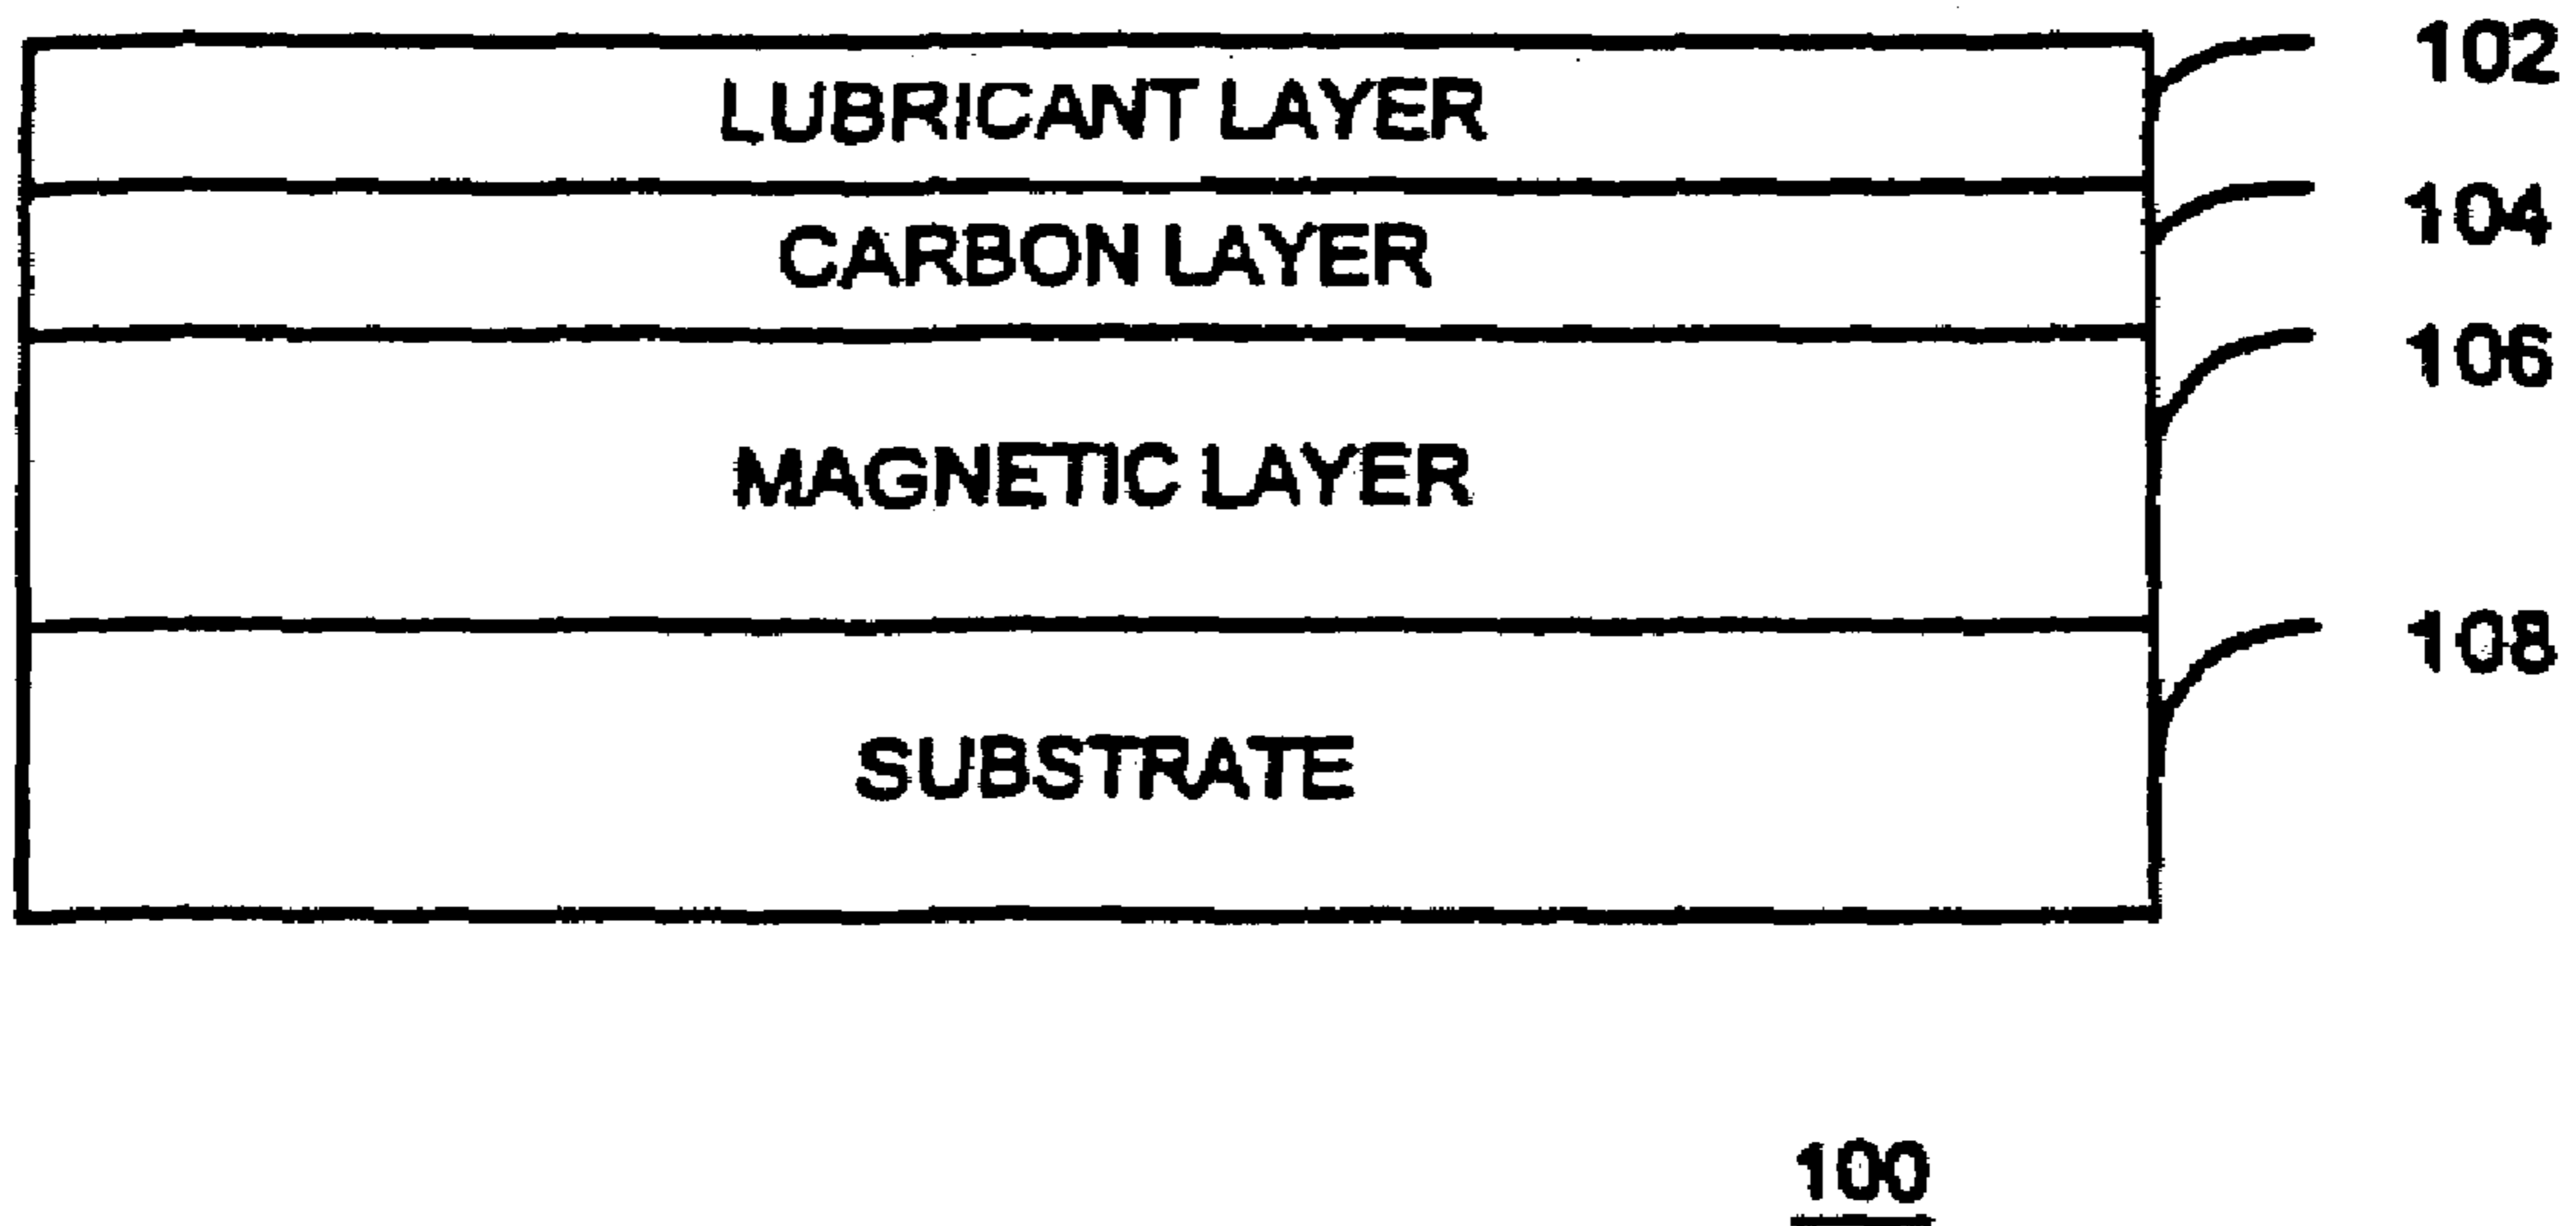 LUBRICANT LAYER 102
CARBON LAYER 104
MAGNETIC LAYER 106
SUBSTRATE 108
100